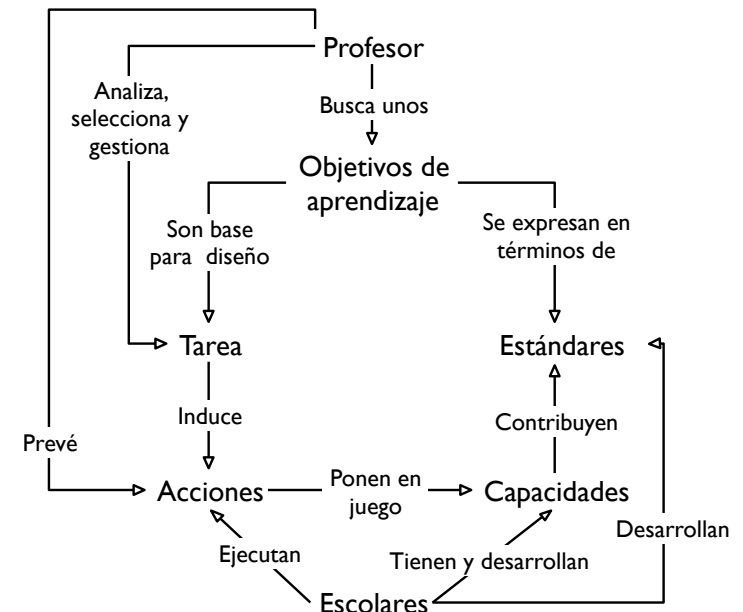 Profesor
Analiza,
selecciona y
gestiona
Busca unos
Objetivos de
aprendizaje
Son base
para diseño
Se expresan en
términos de
Tarea
Estándares
Induce
Contribuyen
Prevé
Acciones
Ponen en
juego
Capacidades
Desarrollan
Ejecutan
Tienen y desarrollan
Escolares